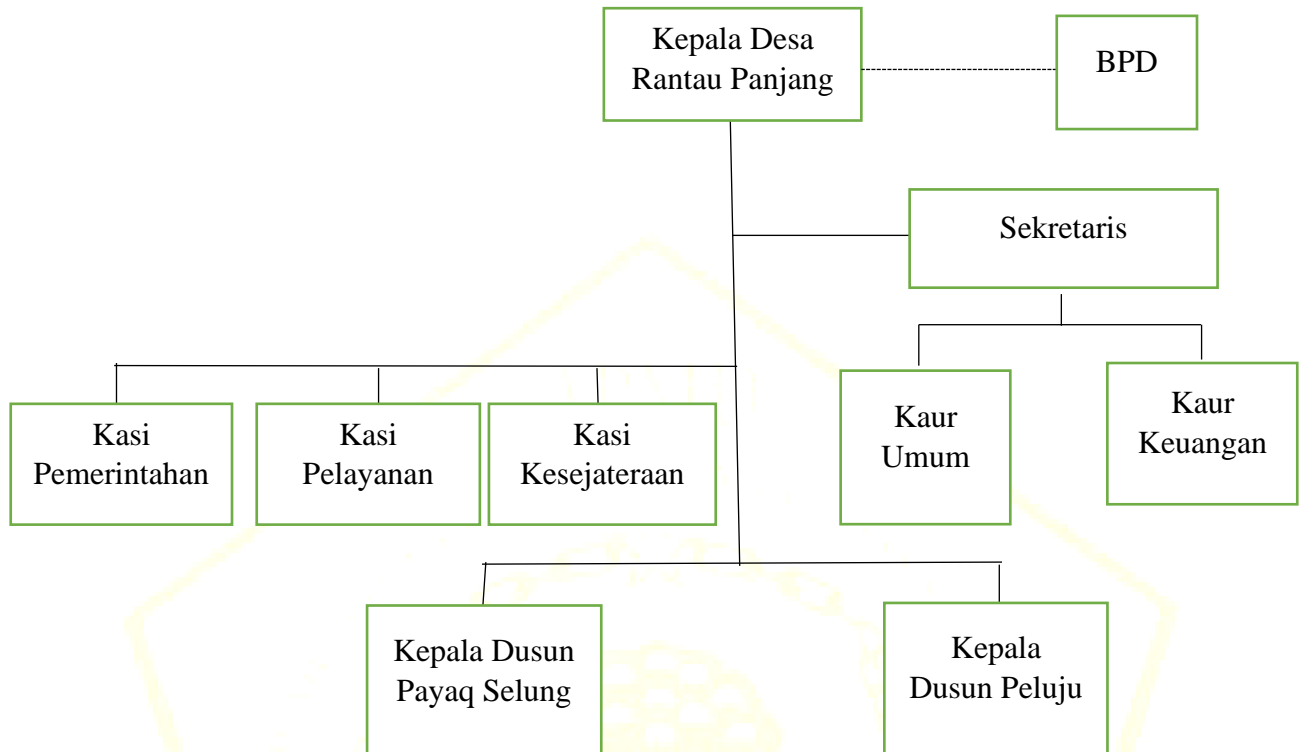 Kepala Desa
Rantau Panjang
BPD
Sekretaris
Kasi
Pemerintahan
Kasi
Pelayanan
Kasi
Kesejateraan
Kaur
Umum
Kaur
Keuangan
Kepala Dusun
Payaq Selung
Kepala
Dusun Peluju